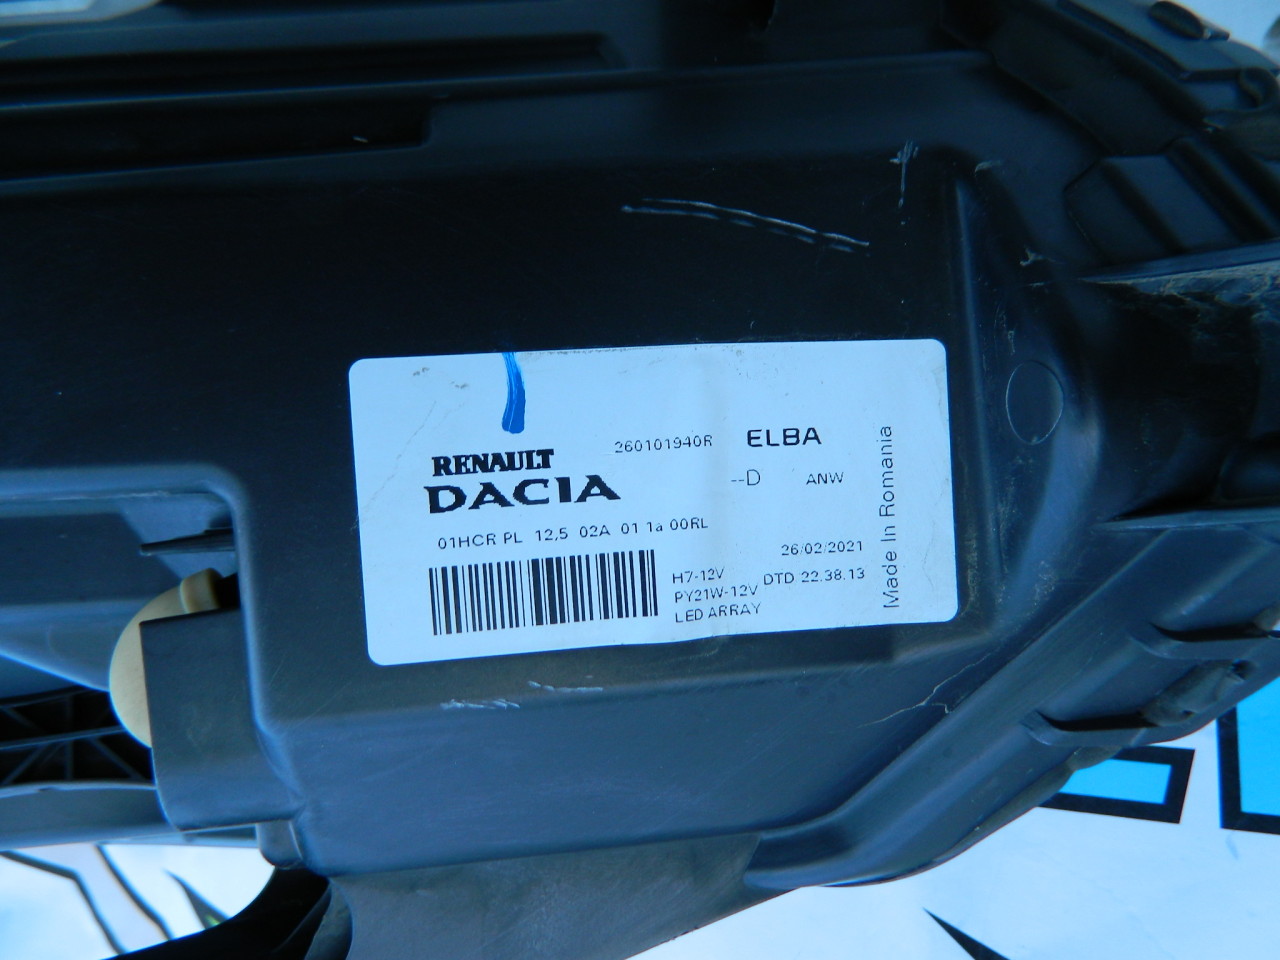 RENAULT
DACIA
260101940R
ELBA
--D
ANW
01HCR PL 12,5 02A 01 1a 00RL
26/02/2021
H7-12V
DTD 22.38.13
PY21W-12V
LED ARRAY
Made In Romania